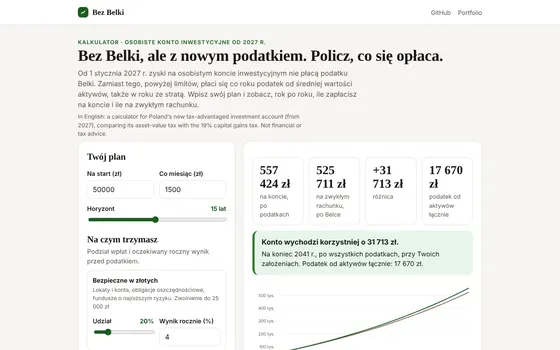 Bez Belki
GitHub Portfolio
KALKULATOR · OSOBISTE KONTO INWESTYCYJNE OD 2027 R.
Bez Belki, ale z nowym podatkiem. Policz, co się opłaca.
Od 1 stycznia 2027 r. zyski na osobistym koncie inwestycyjnym nie płacą podatku
Belki. Zamiast tego, powyżej limitów, płaci się co roku podatek od średniej wartości
aktywów, także w roku ze stratą. Wpisz swój plan i zobacz, rok po roku, ile zapłacisz
na koncie i ile na zwykłym rachunku.
In English: a calculator for Poland's new tax-advantaged investment account (from
2027), comparing its asset-value tax with the 19% capital gains tax. Not financial or
tax advice.
Twój plan
Na start (zł)
Co miesiąc (zł)
50000
1500
Horyzont
15 lat
Na czym trzymasz
Podział wpłat i oczekiwany roczny wynik
przed podatkiem.
Bezpieczne w złotych
Lokaty i konta, obligacje oszczędnościowe,
fundusze o najniższym ryzyku. Zwolnienie do 25
000 zł
Udział
20%
Wynik rocznie (%)
4
557
424 zł
na koncie,
po
podatkach
525
711 zł
na zwykłym
rachunku,
po Belce
+31
713 zł
różnica
17 670
zł
podatek od
aktywów
łącznie
Konto wychodzi korzystniej o 31 713 zł.
Na koniec 2041 r., po wszystkich podatkach, przy Twoich
założeniach. Podatek od aktywów łącznie: 17 670 zł.
500 tys.
400 tys.
300 tys.
200 tys.
100 tys.